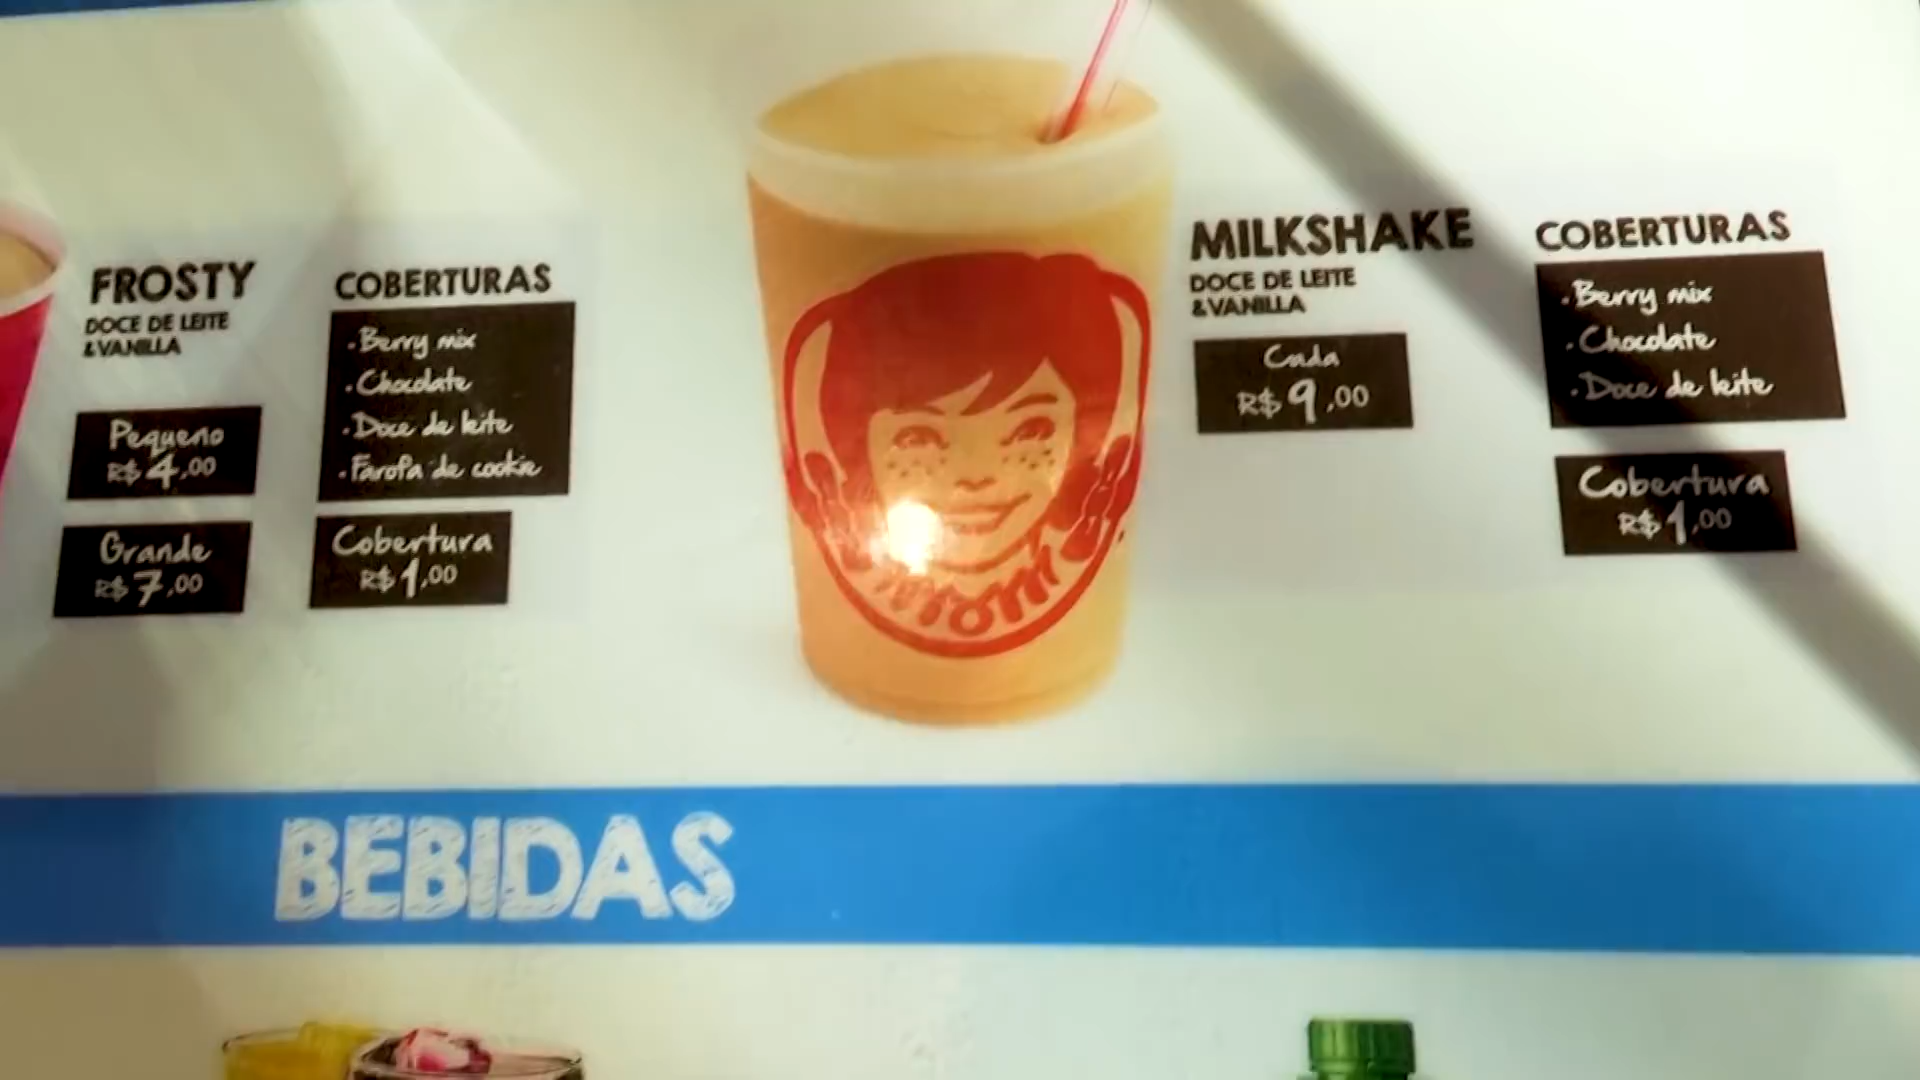 FROSTY
DOCE DE LEITE
& VANILLA
Pequeno
R$ 4,00
Grande
R$ 7,00
COBERTURAS
• Berry mix
• Chocolate
• Doce de leite
• Farofa de cookie
Cobertura
R$ 1,00
MILKSHAKE
DOCE DE LEITE
& VANILLA
Cada
R$ 9,00
COBERTURAS
• Berry mix
• Chocolate
• Doce de leite
Cobertura
R$ 1,00
BEBIDAS